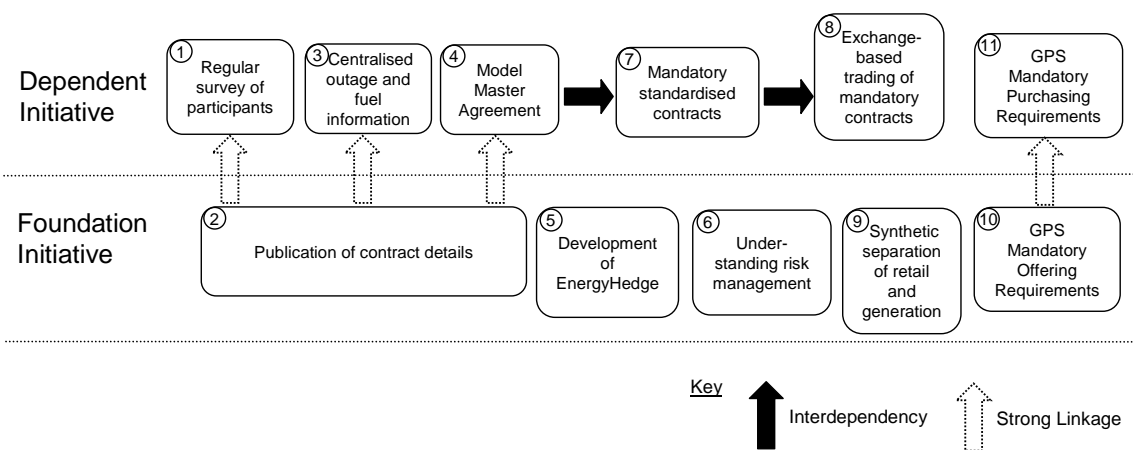 Dependent
Initiative
1
Regular
survey of
participants
3
Centralised
outage and
fuel
information
4
Model
Master
Agreement
7
Mandatory
standardised
contracts
8
Exchange-
based
trading of
mandatory
contracts
11
GPS
Mandatory
Purchasing
Requirements
Foundation
Initiative
2
Publication of contract details
5
Development
of
EnergyHedge
6
Under-
standing risk
management
9
Synthetic
separation
of retail
and
generation
10
GPS
Mandatory
Offering
Requirements
Key
Interdependency
Strong Linkage